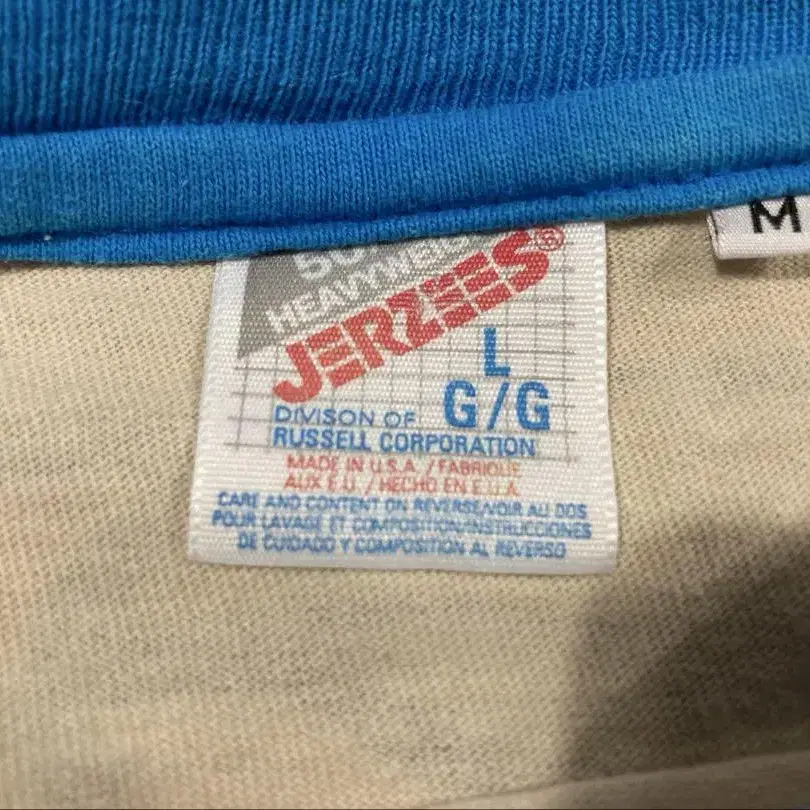 HEAVYWEIG
JERZEES®
L
G/G
DIVISON OF
RUSSELL CORPORATION
MADE IN U.S.A. / FABRIQUE
AUX E.U. / HECHO EN E.U.A.
CARE AND CONTENT ON REVERSE/VOIR AU DOS
POUR LAVAGE ET COMPOSITION/INSTRUCCIONES
DE CUIDADO Y COMPOSITION AL REVERSO
M